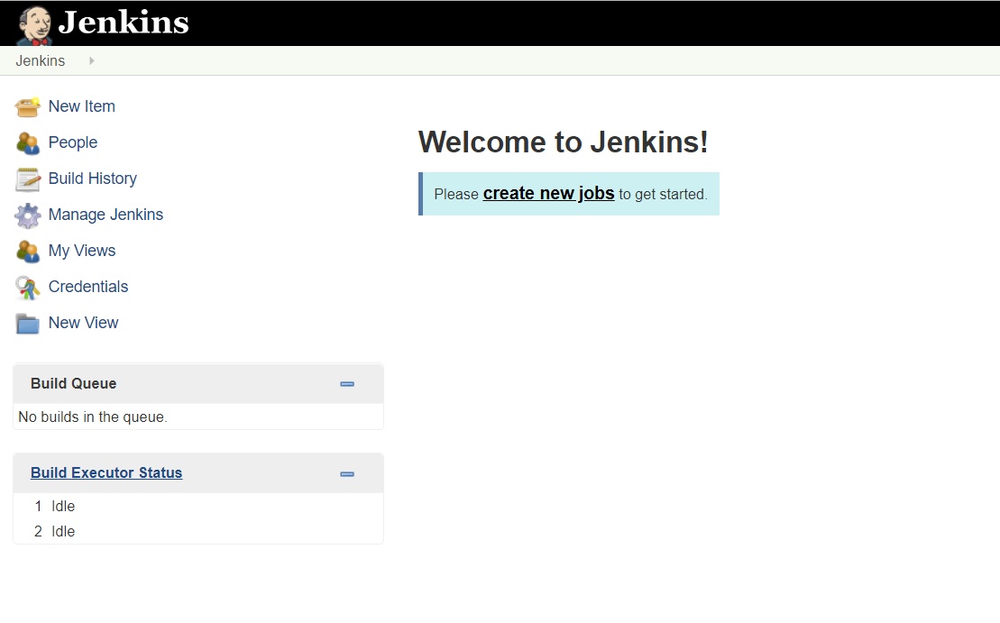 Jenkins
Jenkins
New Item
People
Build History
Manage Jenkins
My Views
Credentials
New View
Build Queue
No builds in the queue.
Build Executor Status
1 Idle
2 Idle
Welcome to Jenkins!
Please create new jobs to get started.